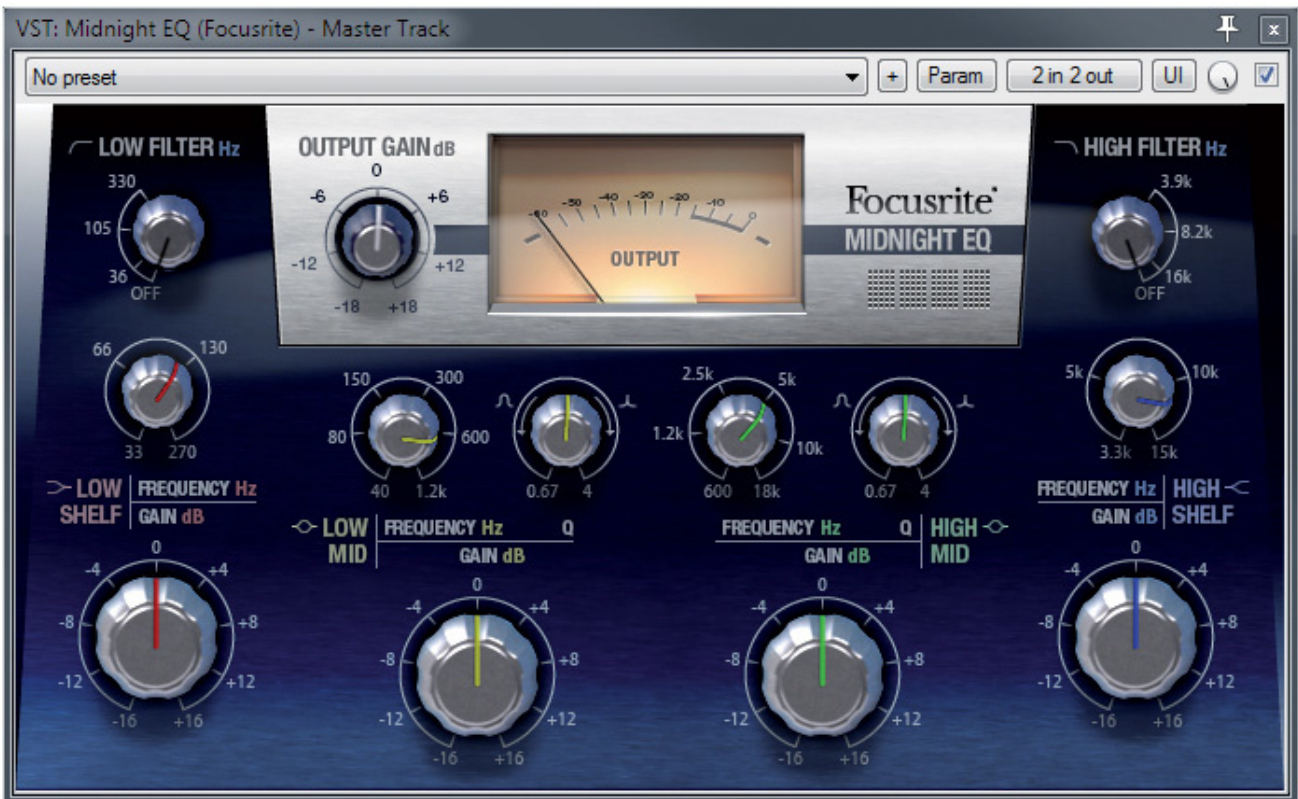 VST: Midnight EQ (Focusrite) - Master Track
No preset
+
Param
2 in 2 out
UI
LOW FILTER Hz
330
105
36
OFF
OUTPUT GAIN dB
0
-6 +6
-12 +12
-18 +18
-60 -50 -40 -30 -20 -10 0
OUTPUT
Focusrite
MIDNIGHT EQ
HIGH FILTER Hz
3.9k
8.2k
16k
OFF
66 130
33 270
150 300
80 600
40 1.2k
0.67 4
2.5k 5k
1.2k 10k
600 18k
0.67 4
5k 10k
3.3k 15k
LOW SHELF
FREQUENCY Hz
GAIN dB
LOW MID
FREQUENCY Hz Q
GAIN dB
FREQUENCY Hz Q
GAIN dB
HIGH MID
FREQUENCY Hz
GAIN dB
HIGH SHELF
0
-4 +4
-8 +8
-12 +12
-16 +16
0
-4 +4
-8 +8
-12 +12
-16 +16
0
-4 +4
-8 +8
-12 +12
-16 +16
0
-4 +4
-8 +8
-12 +12
-16 +16